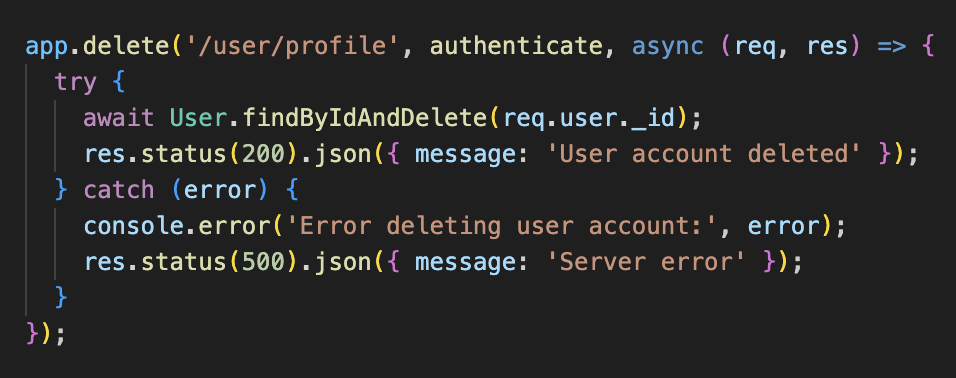 app.delete('/user/profile', authenticate, async (req, res) => {
  try {
    await User.findByIdAndDelete(req.user._id);
    res.status(200).json({ message: 'User account deleted' });
  } catch (error) {
    console.error('Error deleting user account:', error);
    res.status(500).json({ message: 'Server error' });
  }
});